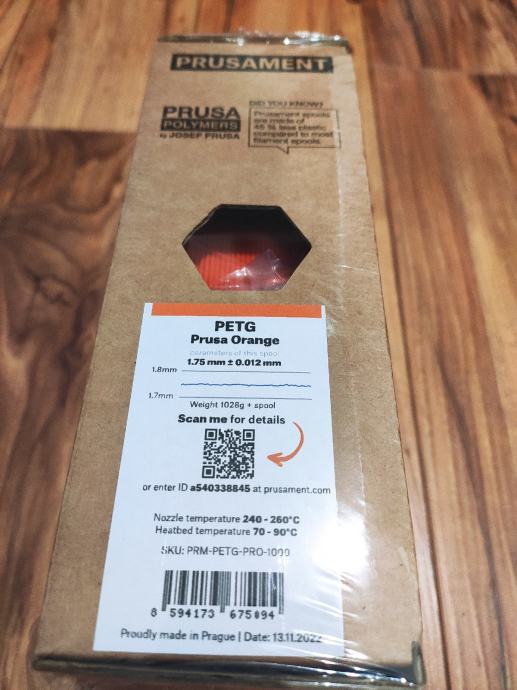 PRUSAMENT
PRUSA
POLYMERS
by JOSEF PRUSA
DID YOU KNOW?
Prusament spools
are made of
45 % less plastic
compared to most
filament spools.
PETG
Prusa Orange
parameters of this spool
1.75 mm ± 0.012 mm
1.8mm
1.7mm
Weight 1028g + spool
Scan me for details
or enter ID a540338845 at prusament.com
Nozzle temperature 240 - 260°C
Heatbed temperature 70 - 90°C
SKU: PRM-PETG-PRO-1000
8 594173 675094
Proudly made in Prague | Date: 13.11.2022